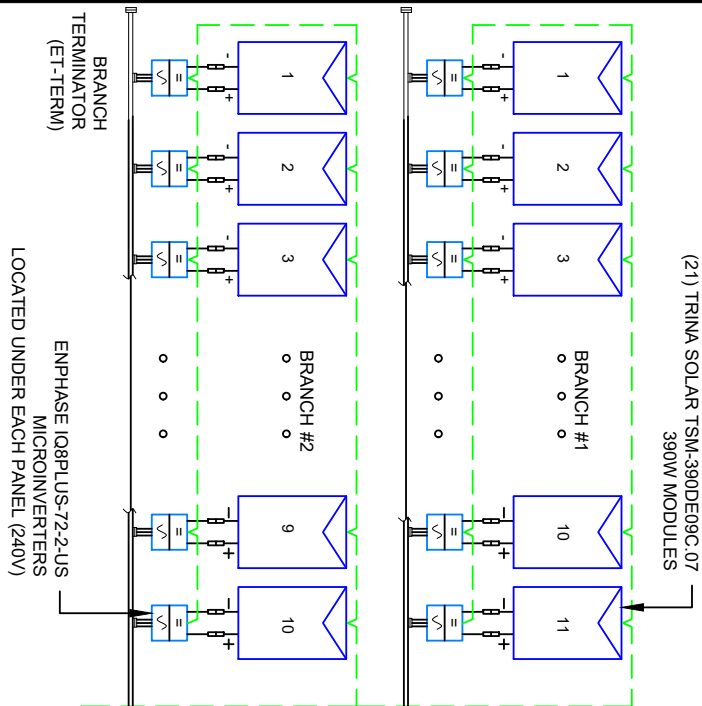 (21) TRINA SOLAR TSM-390DE09C.07
390W MODULES
1
2
3
BRANCH #1
10
11
- + - + - + - + - +
= = = = =
1
2
3
BRANCH #2
9
10
- + - + - + - + - +
= = = = =
BRANCH
TERMINATOR
(ET-TERM)
ENPHASE IQ8PLUS-72-2-US
MICROINVERTERS
LOCATED UNDER EACH PANEL (240V)